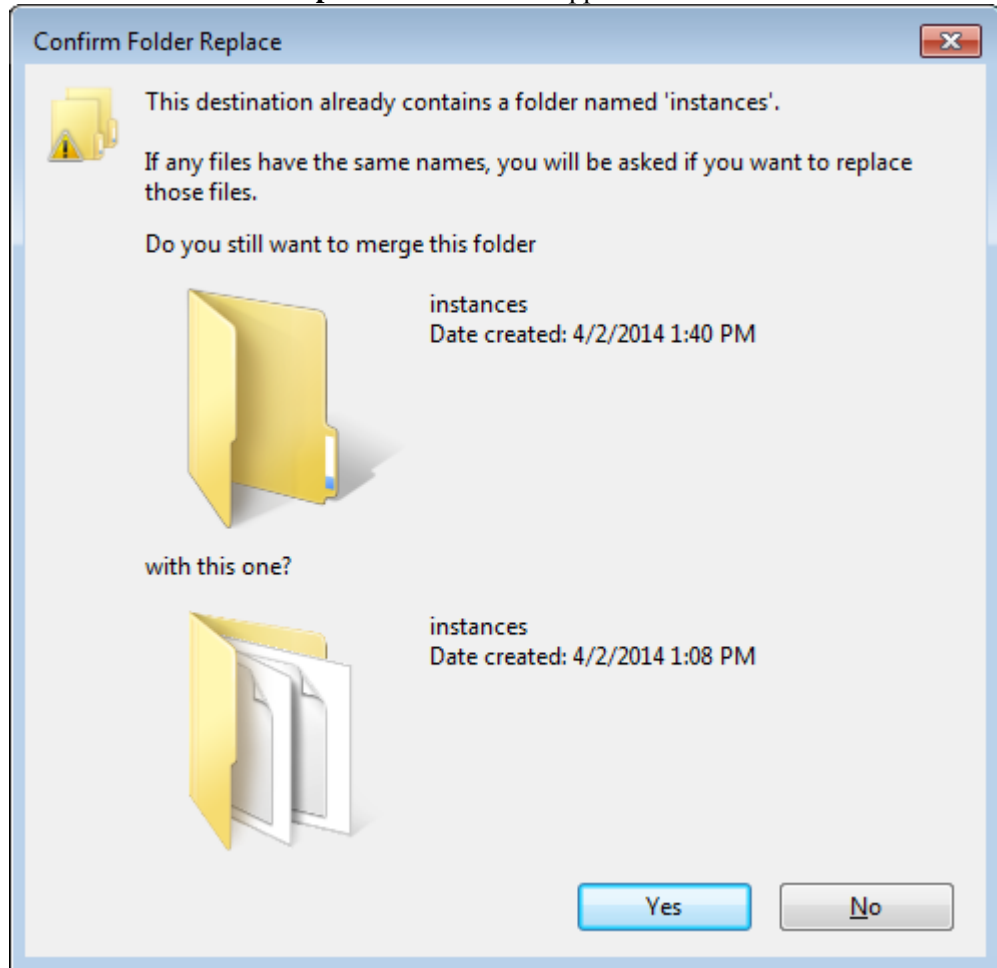 Confirm Folder Replace
This destination already contains a folder named 'instances'.
If any files have the same names, you will be asked if you want to replace
those files.
Do you still want to merge this folder
instances
Date created: 4/2/2014 1:40 PM
with this one?
instances
Date created: 4/2/2014 1:08 PM
Yes
No